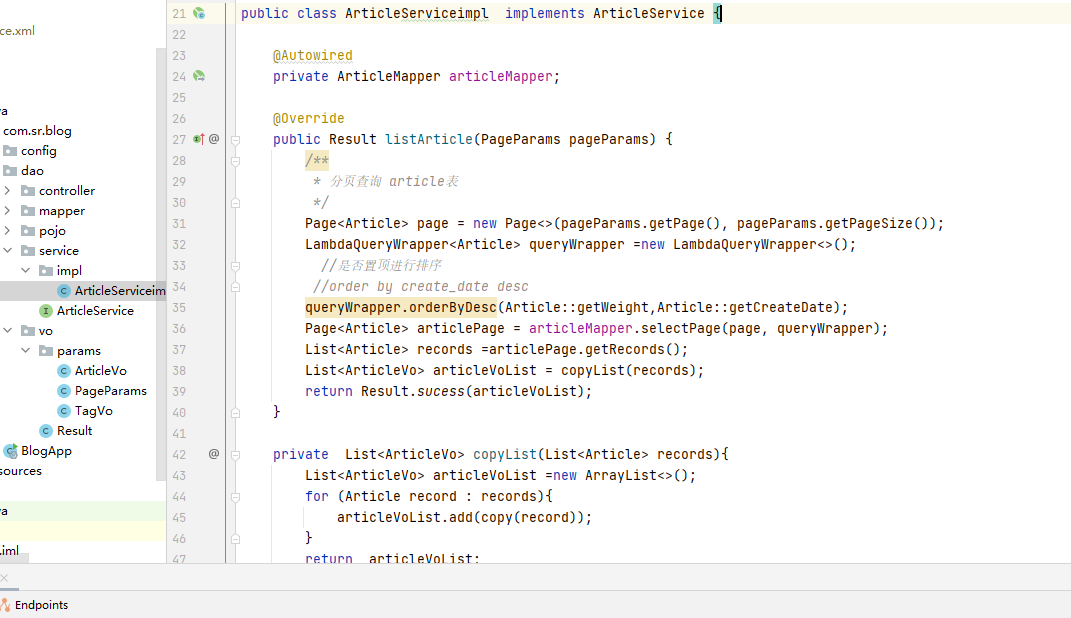 ce.xml
va
com.sr.blog
config
dao
controller
mapper
pojo
service
impl
ArticleServiceim
ArticleService
vo
params
ArticleVo
PageParams
TagVo
Result
BlogApp
sources
va
.iml
21 public class ArticleServiceimpl  implements ArticleService {
22
23 @Autowired
24 private ArticleMapper articleMapper;
25
26 @Override
27 @ public Result listArticle(PageParams pageParams) {
28 /**
29 * 分页查询 article表
30 */
31 Page<Article> page = new Page<>(pageParams.getPage(), pageParams.getPageSize());
32 LambdaQueryWrapper<Article> queryWrapper =new LambdaQueryWrapper<>();
33 //是否置顶进行排序
34 //order by create_date desc
35 queryWrapper.orderByDesc(Article::getWeight,Article::getCreateDate);
36 Page<Article> articlePage = articleMapper.selectPage(page, queryWrapper);
37 List<Article> records =articlePage.getRecords();
38 List<ArticleVo> articleVoList = copyList(records);
39 return Result.sucess(articleVoList);
40 }
41
42 @ private  List<ArticleVo> copyList(List<Article> records){
43 List<ArticleVo> articleVoList =new ArrayList<>();
44 for (Article record : records){
45 articleVoList.add(copy(record));
46 }
47 return  articleVoList;
Endpoints